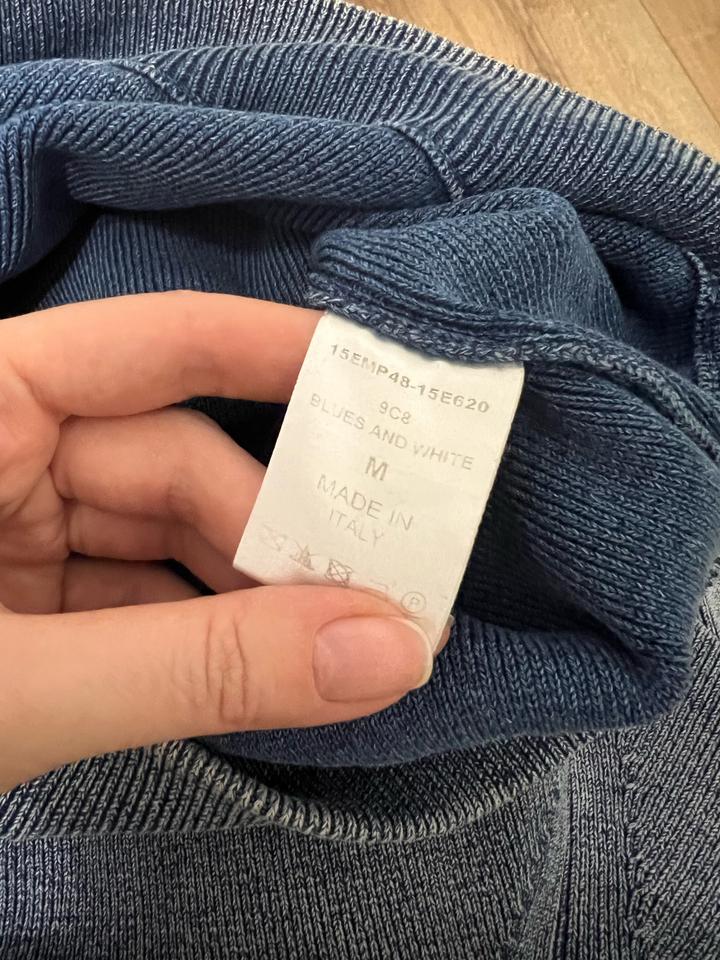 15EMP48-15E620
9C8
BLUES AND WHITE
M
MADE IN
ITALY
P